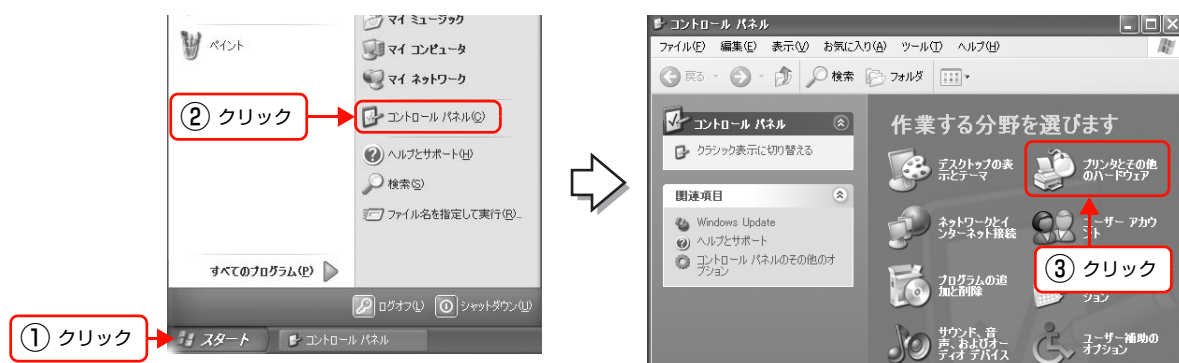 マイ ミュージック
ペイント
マイ コンピュータ
マイ ネットワーク
② クリック
コントロール パネル(C)
ヘルプとサポート(H)
検索(S)
ファイル名を指定して実行(R)...
すべてのプログラム(P)
ログオフ(L)
シャットダウン(U)
① クリック
スタート
コントロール パネル
コントロール パネル
ファイル(F) 編集(E) 表示(V) お気に入り(A) ツール(T) ヘルプ(H)
戻る 検索 フォルダ
コントロール パネル
クラシック表示に切り替える
関連項目
Windows Update
ヘルプとサポート
コントロール パネルのその他のオ
プション
作業する分野を選びます
デスクトップの表
示とテーマ
プリンタとその他
のハードウェア
ネットワークとイ
ンターネット接続
ユーザー アカウ
ント
③ クリック
プログラムの追
加と削除
ション
サウンド、音
声、およびオー
ディオ デバイス
ユーザー補助の
オプション